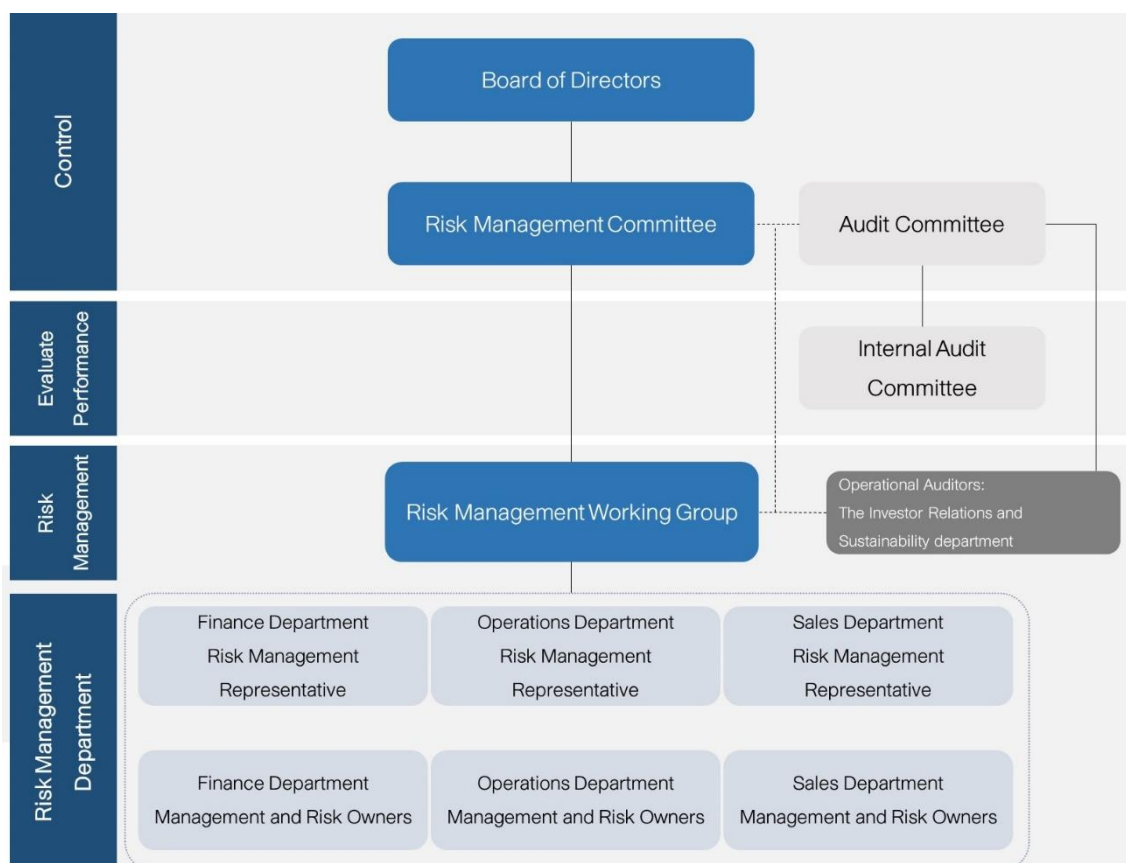 Control
Board of Directors
Risk Management Committee
Audit Committee
Evaluate
Performance
Internal Audit
Committee
Risk
Management
Risk Management Working Group
Operational Auditors:
The Investor Relations and
Sustainability department
Risk Management
Department
Finance Department
Risk Management
Representative
Operations Department
Risk Management
Representative
Sales Department
Risk Management
Representative
Finance Department
Management and Risk Owners
Operations Department
Management and Risk Owners
Sales Department
Management and Risk Owners